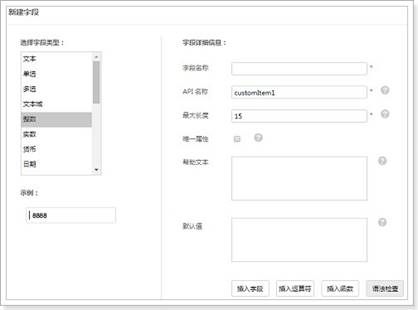 新建字段
选择字段类型：
文本
单选
多选
文本域
整数
实数
货币
日期
示例：
8888
字段详细信息：
字段名称 *
API 名称 customItem1 * ?
最大长度 15 * ?
唯一属性 ?
帮助文本 ?
默认值 ?
插入字段 插入运算符 插入函数 语法检查